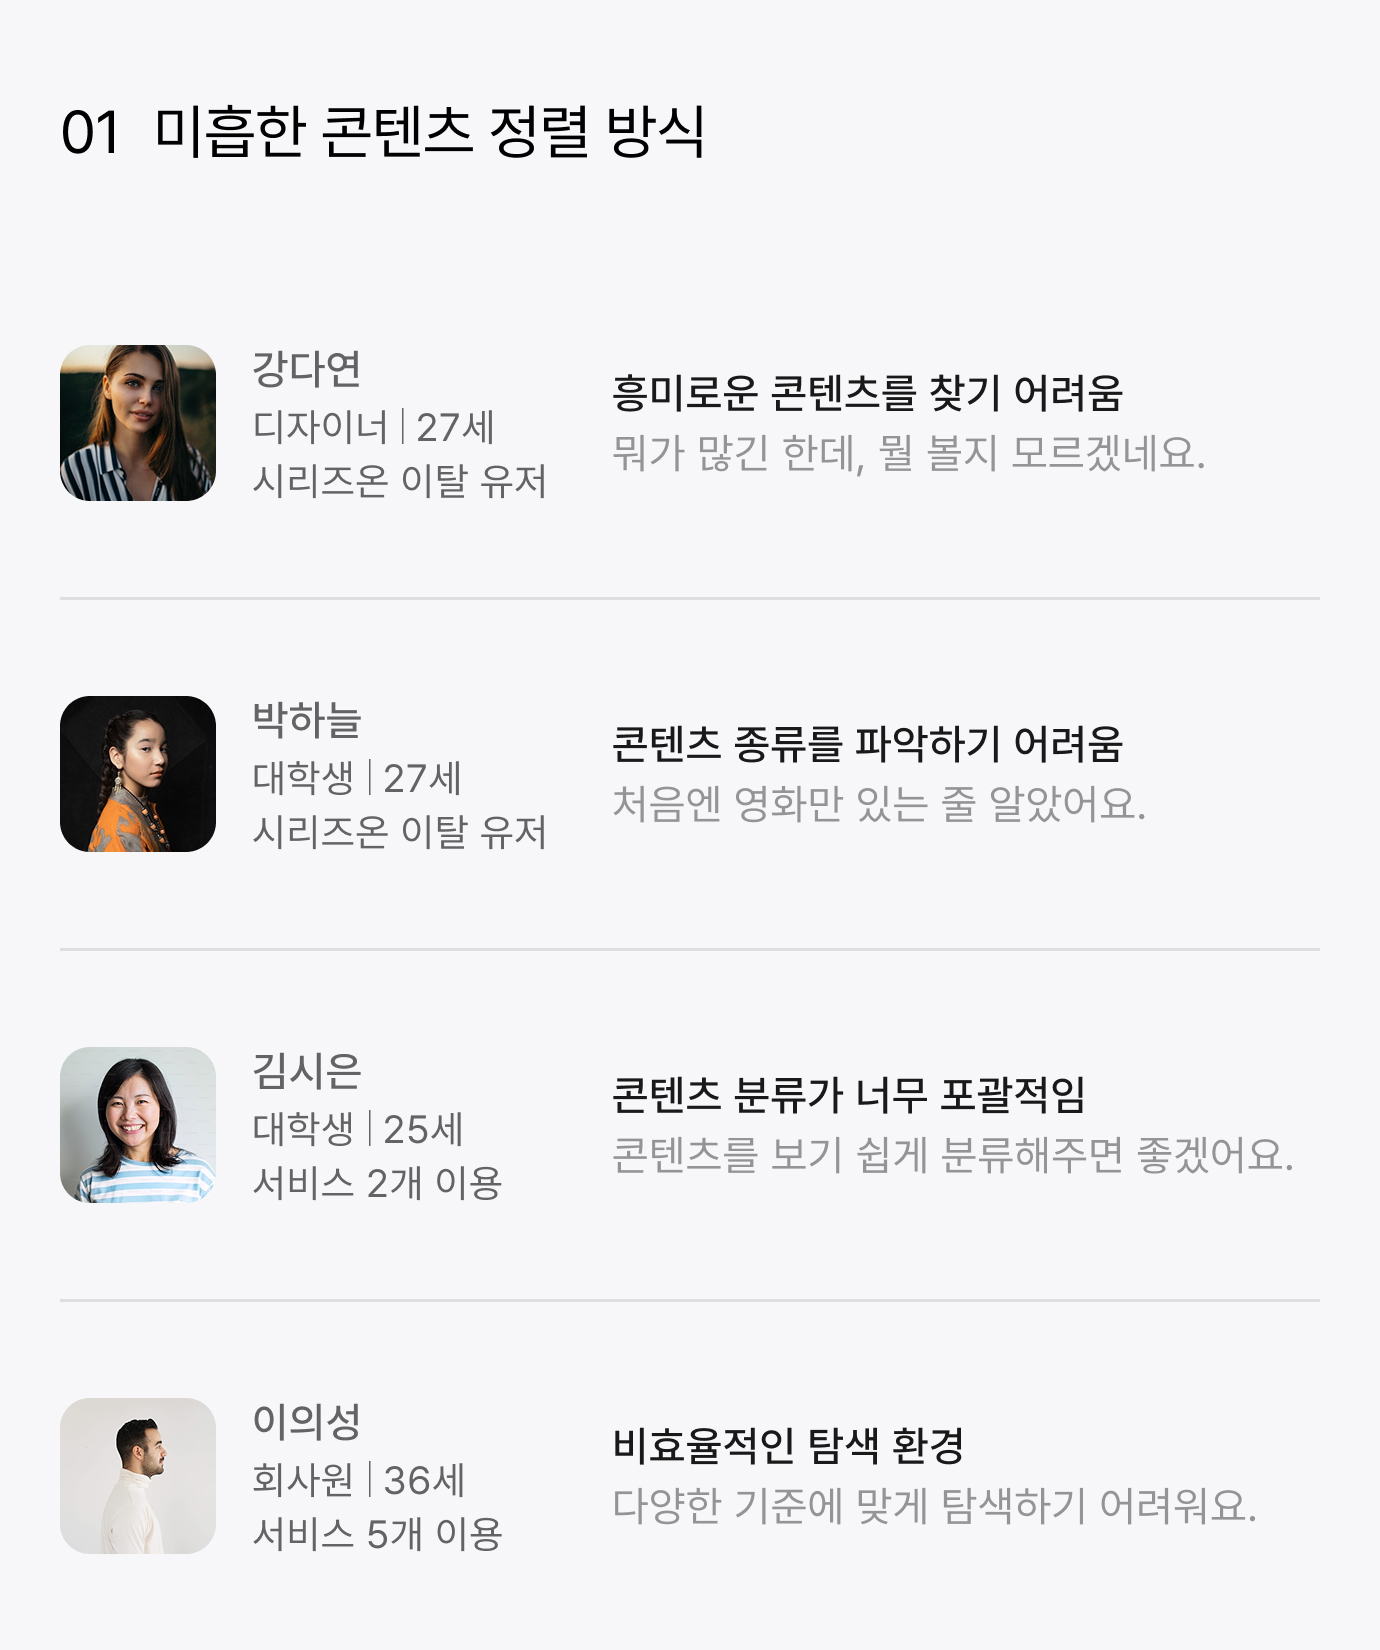 01 미흡한 콘텐츠 정렬 방식
강다연
디자이너 | 27세
시리즈온 이탈 유저
흥미로운 콘텐츠를 찾기 어려움
뭐가 많긴 한데, 뭘 볼지 모르겠네요.
박하늘
대학생 | 27세
시리즈온 이탈 유저
콘텐츠 종류를 파악하기 어려움
처음엔 영화만 있는 줄 알았어요.
김시은
대학생 | 25세
서비스 2개 이용
콘텐츠 분류가 너무 포괄적임
콘텐츠를 보기 쉽게 분류해주면 좋겠어요.
이의성
회사원 | 36세
서비스 5개 이용
비효율적인 탐색 환경
다양한 기준에 맞게 탐색하기 어려워요.